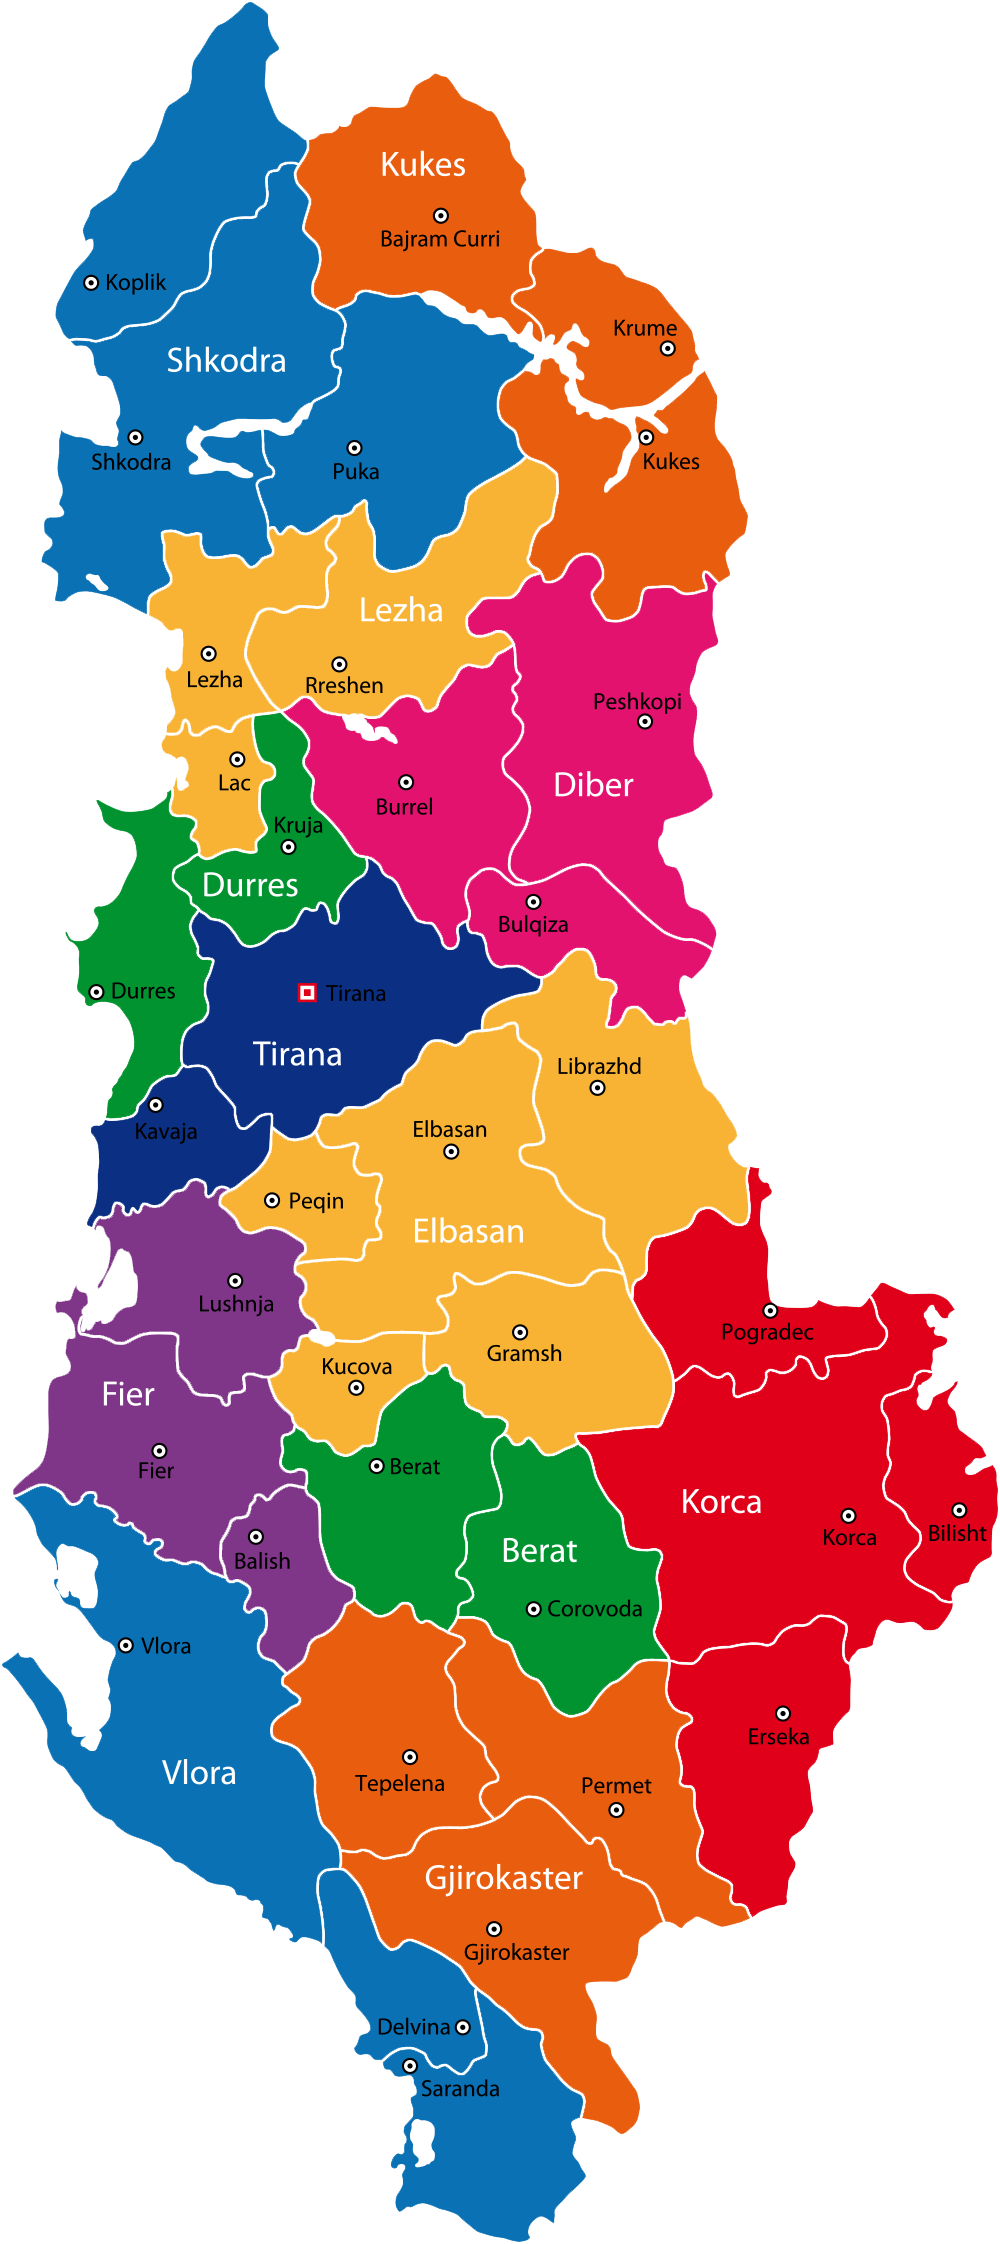 Kukes
Bajram Curri
Koplik
Krume
Shkodra
Shkodra
Puka
Kukes
Lezha
Lezha
Rreshen
Peshkopi
Lac
Diber
Burrel
Kruja
Durres
Bulqiza
Durres
Tirana
Tirana
Librazhd
Kavaja
Elbasan
Peqin
Elbasan
Lushnja
Pogradec
Gramsh
Kucova
Fier
Berat
Fier
Korca
Korca
Bilisht
Balish
Berat
Corovoda
Vlora
Erseka
Vlora
Tepelena
Permet
Gjirokaster
Gjirokaster
Delvina
Saranda